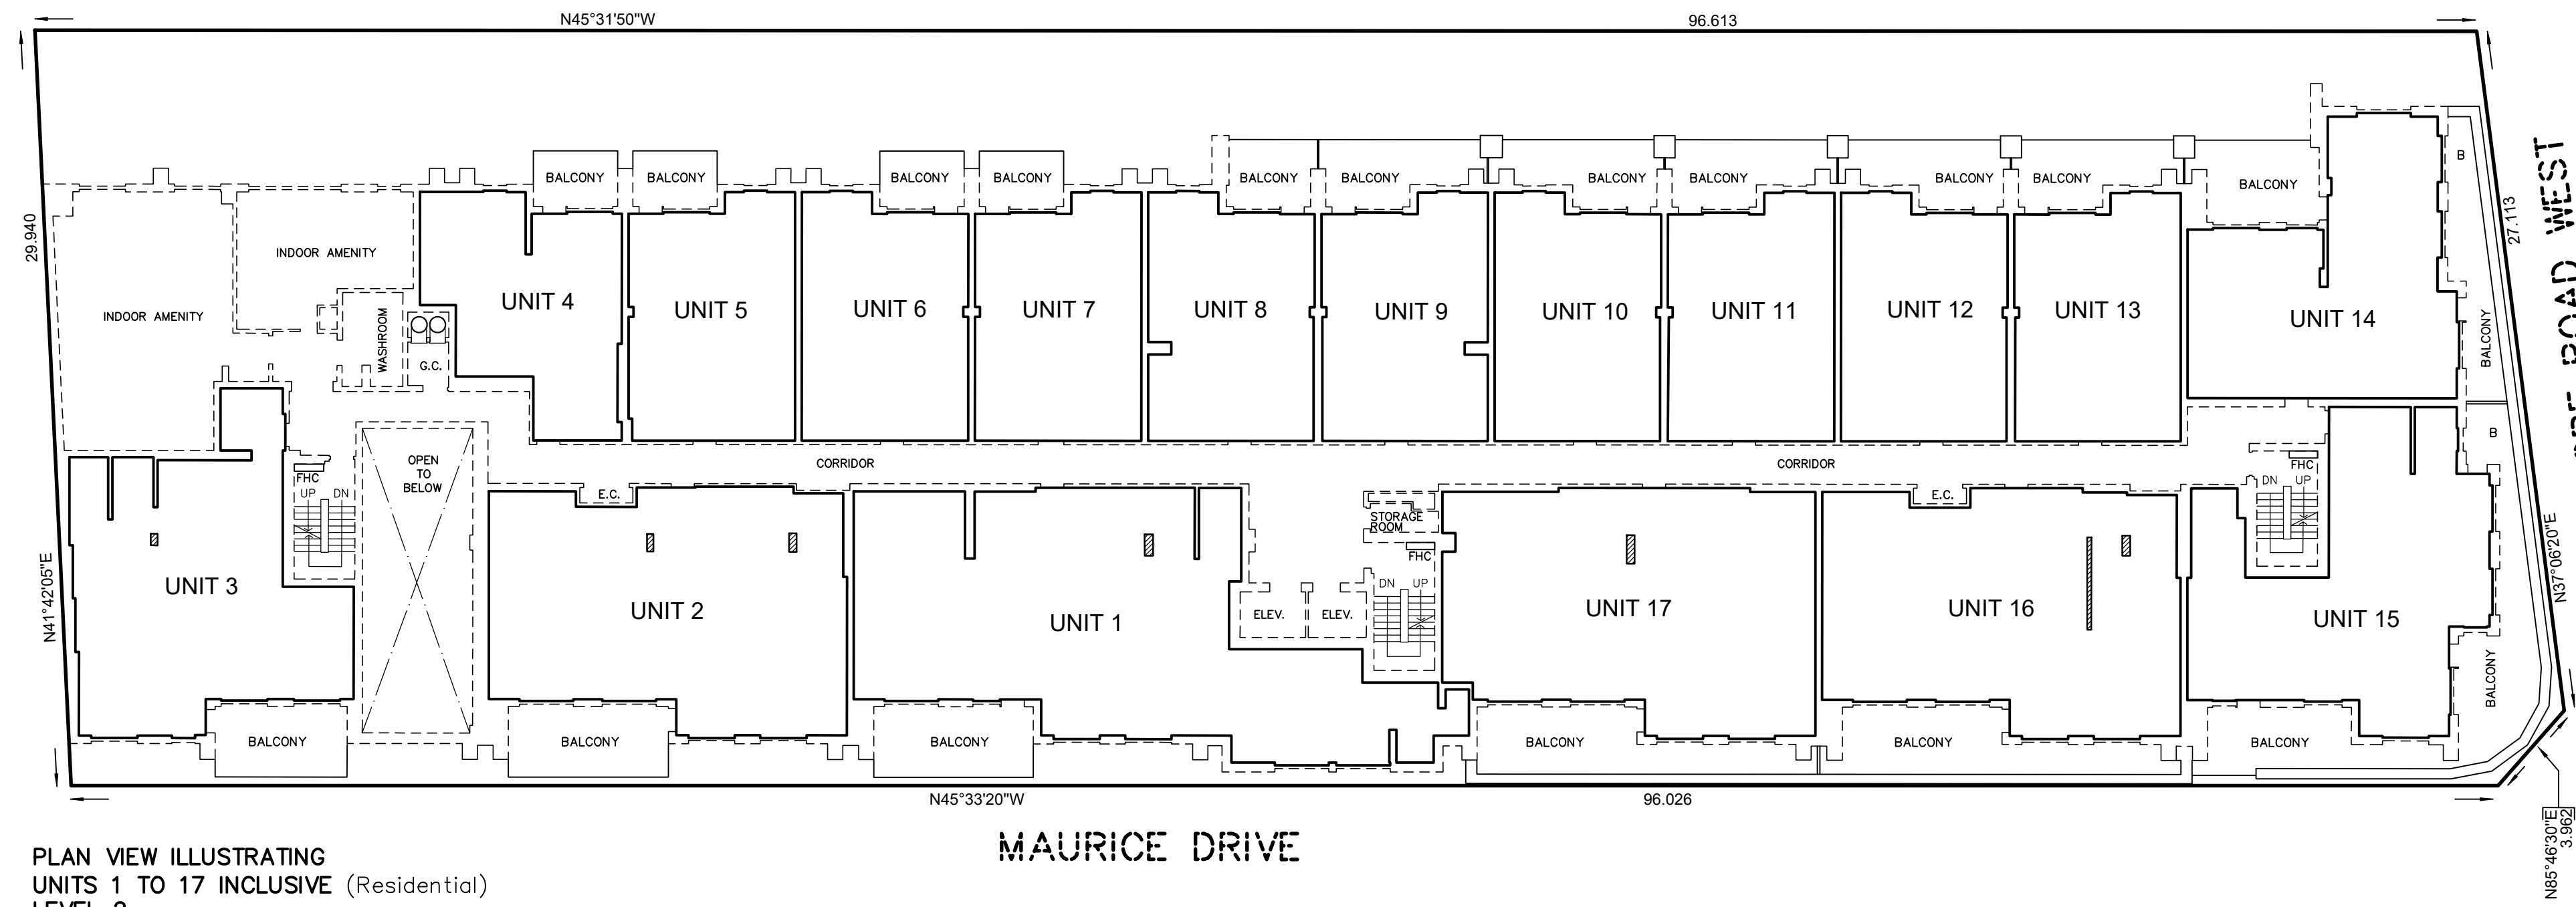 N45°31'50"W
96.613
BALCONY
BALCONY
BALCONY
BALCONY
BALCONY
BALCONY
BALCONY
BALCONY
BALCONY
BALCONY
BALCONY
B
29.940
27.113
WEST
INDOOR AMENITY
INDOOR AMENITY
WASHROOM
G.C.
UNIT 4
UNIT 5
UNIT 6
UNIT 7
UNIT 8
UNIT 9
UNIT 10
UNIT 11
UNIT 12
UNIT 13
UNIT 14
BALCONY
B
ROAD
CORRIDOR
CORRIDOR
OPEN
TO
BELOW
FHC
UP
DN
E.C.
STORAGE
ROOM
FHC
DN
UP
E.C.
FHC
DN
UP
N41°42'05"E
N37°06'20"E
UNIT 3
UNIT 2
UNIT 1
ELEV.
ELEV.
UNIT 17
UNIT 16
UNIT 15
BALCONY
BALCONY
BALCONY
BALCONY
BALCONY
BALCONY
BALCONY
N45°33'20"W
96.026
N85°46'30"E
3.962
MAURICE DRIVE
PLAN VIEW ILLUSTRATING
UNITS 1 TO 17 INCLUSIVE (Residential)
LEVEL